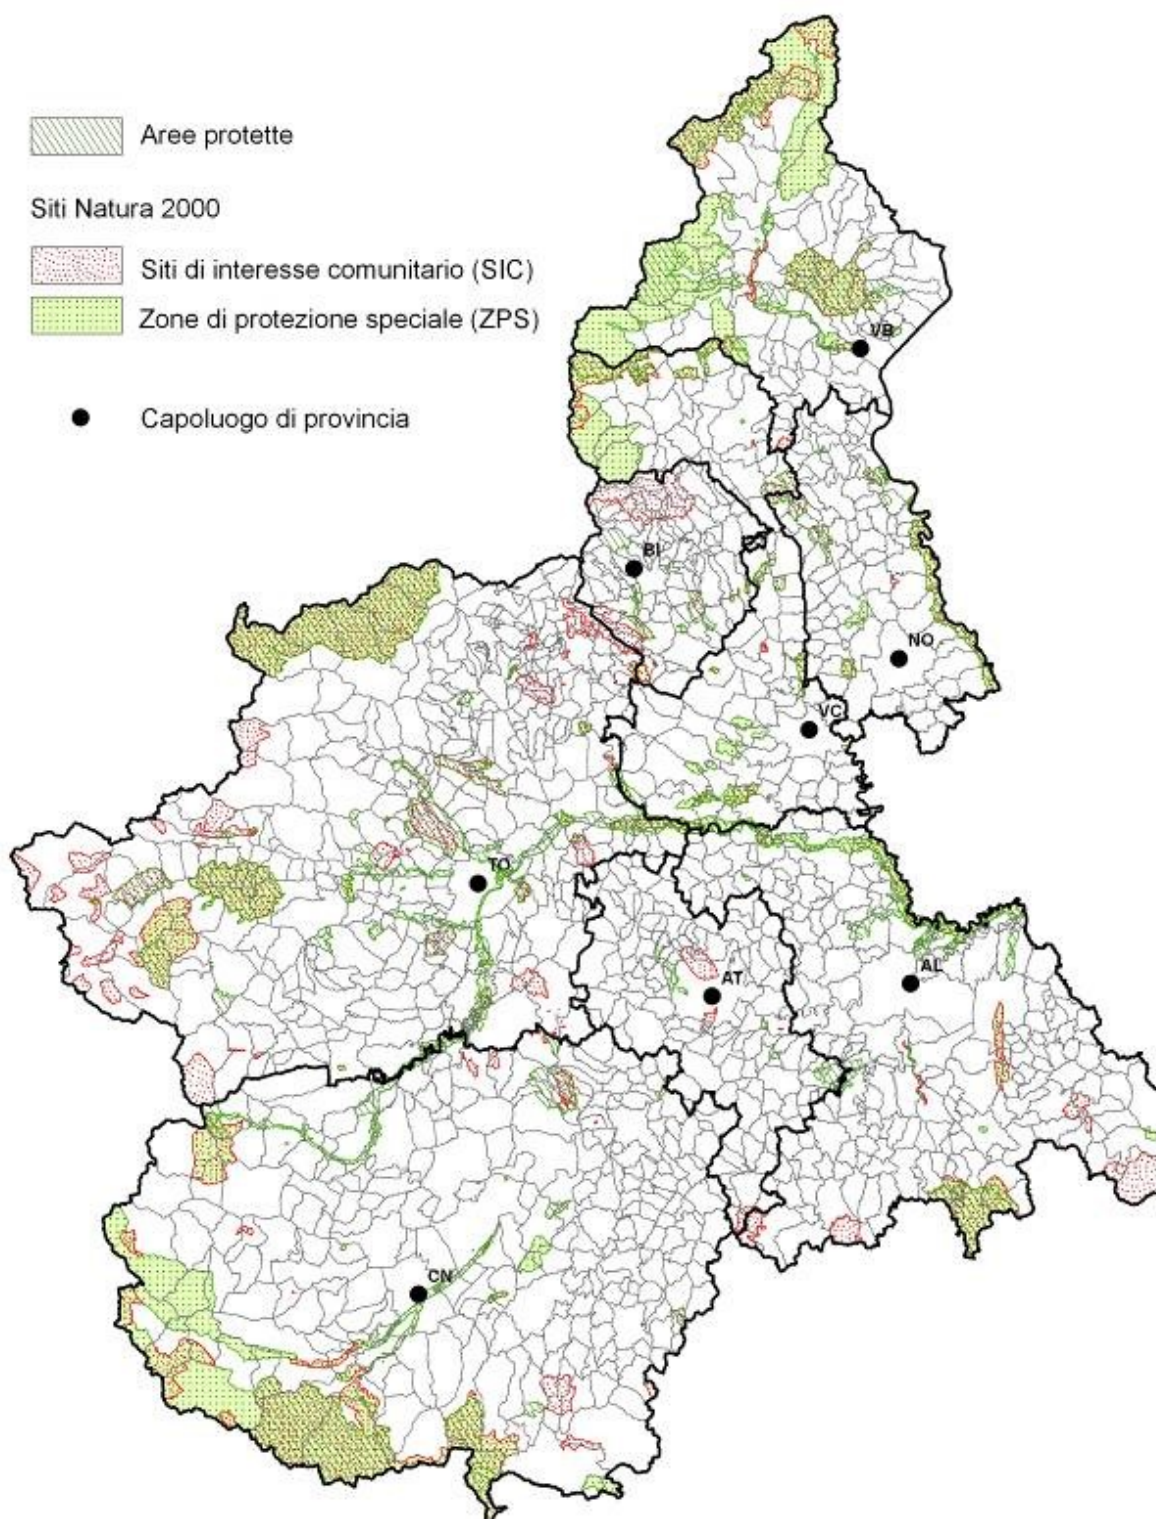 Aree protette
Siti Natura 2000
Siti di interesse comunitario (SIC)
Zone di protezione speciale (ZPS)
Capoluogo di provincia
VB
BI
NO
VC
TO
AT
AL
CN